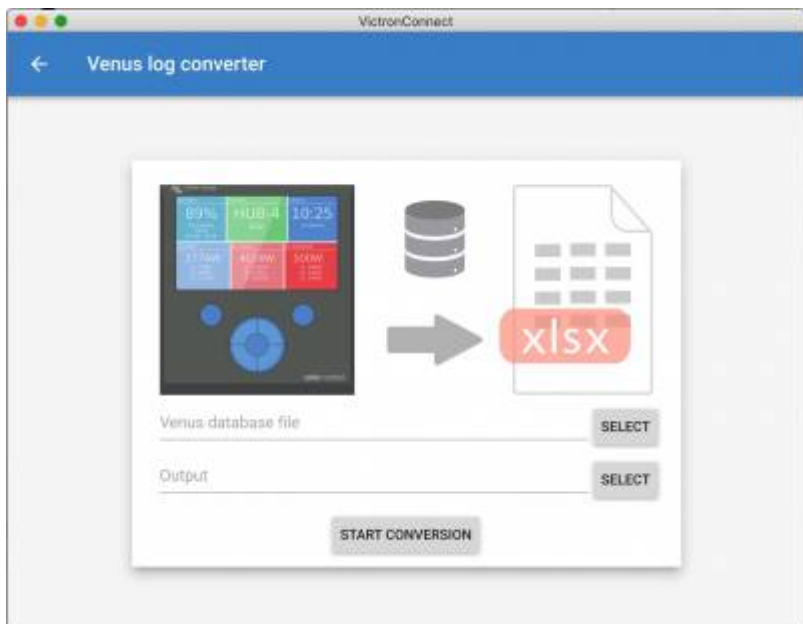 VictronConnect
Venus log converter
89% HUB-4 10:25
xlsx
Venus database file
SELECT
Output
SELECT
START CONVERSION